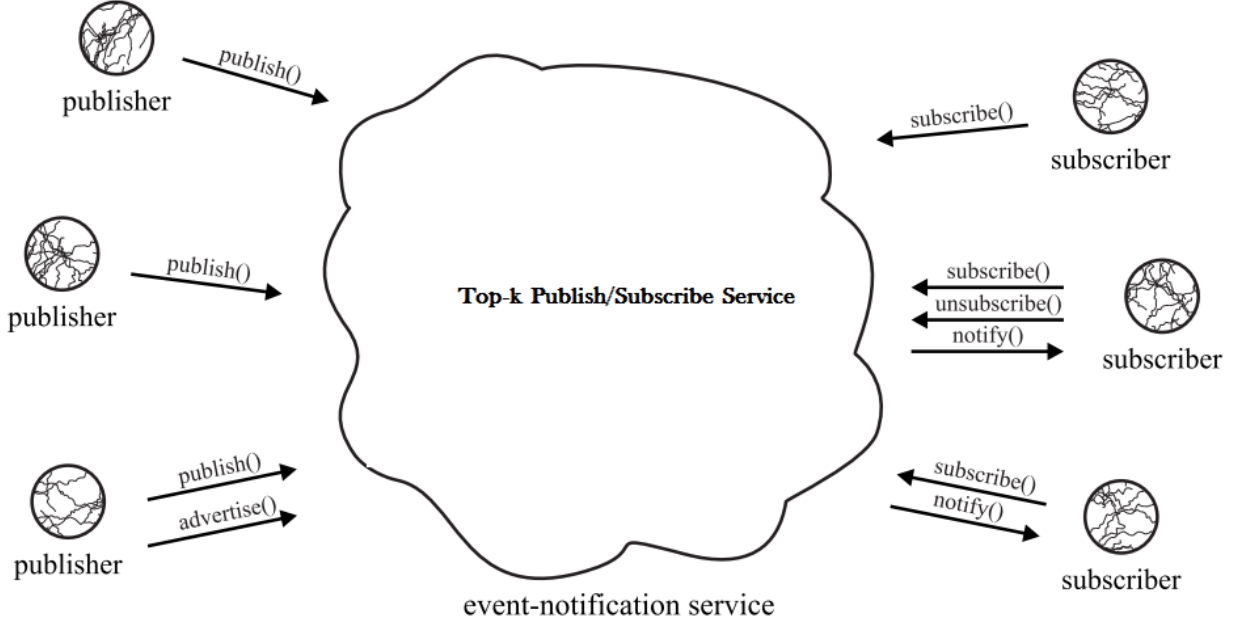 publish()
publisher
subscribe()
subscriber
publish()
publisher
Top-k Publish/Subscribe Service
subscribe()
unsubscribe()
notify()
subscriber
publish()
advertise()
publisher
subscribe()
notify()
subscriber
event-notification service